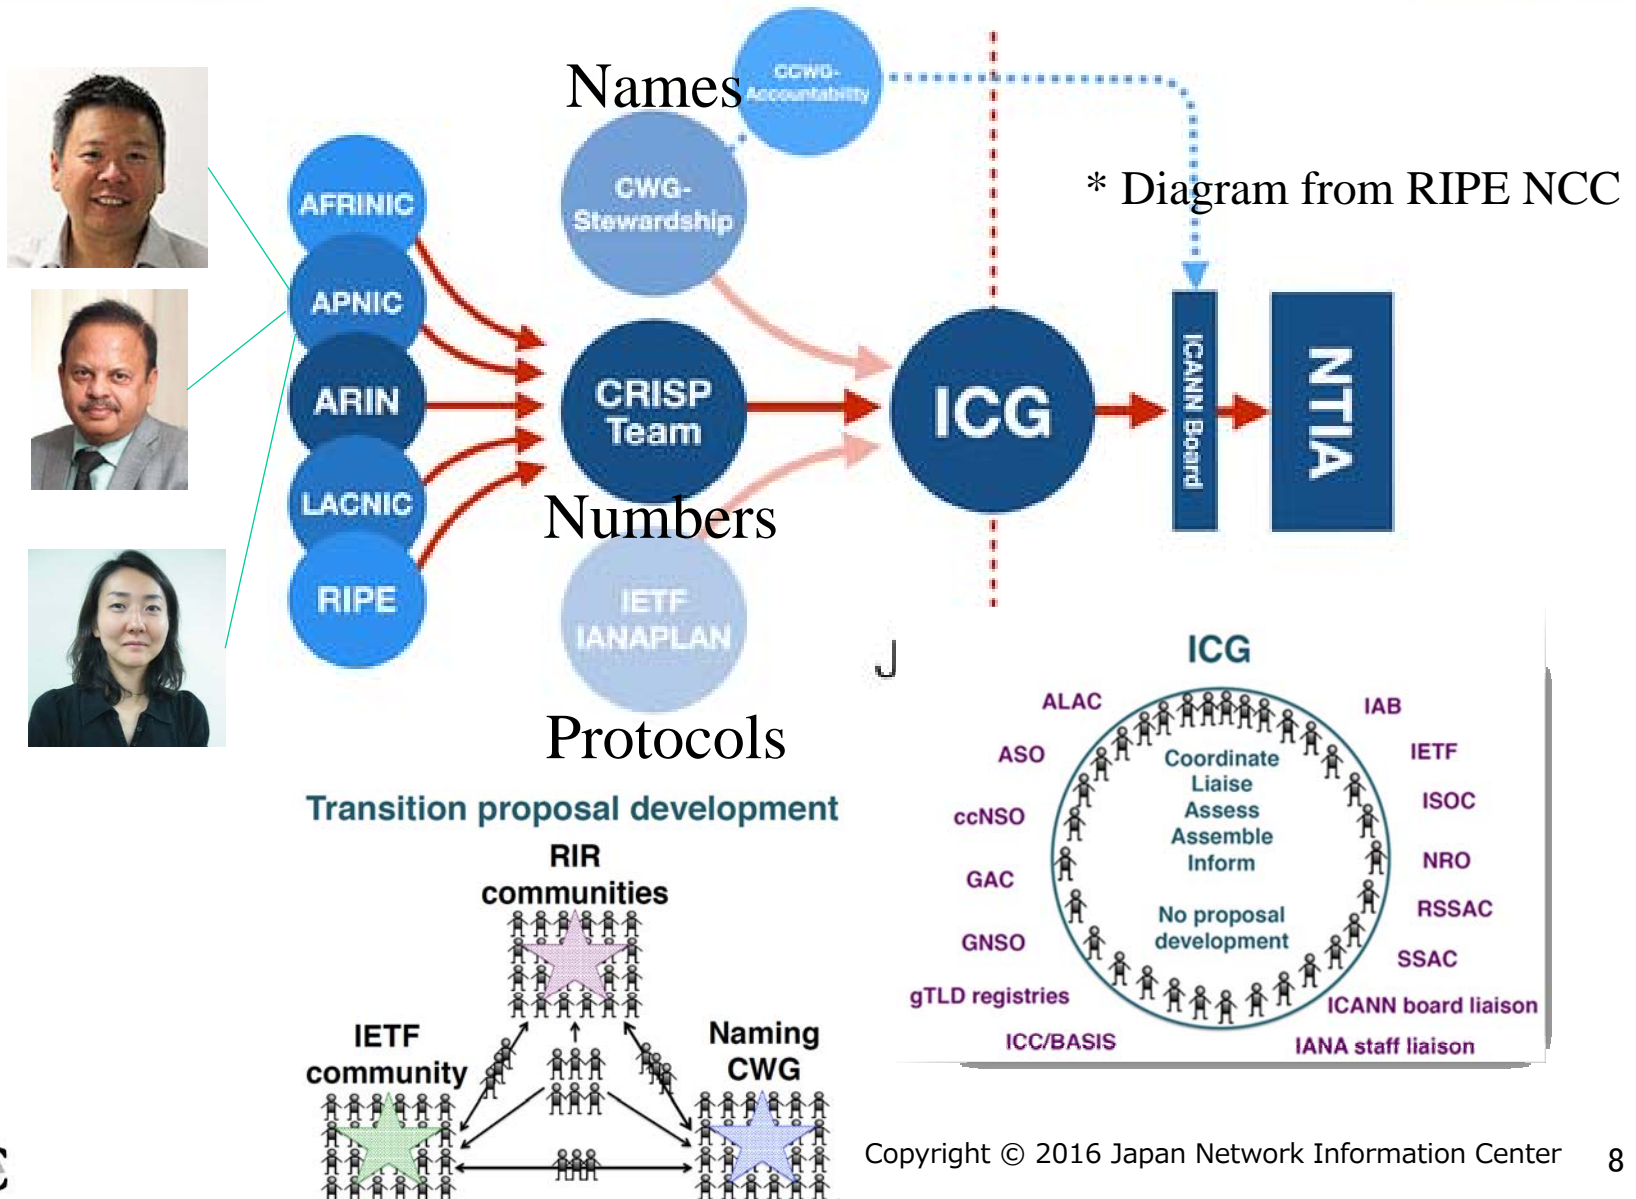 Names
CCWG-
Accountability
CWG-
Stewardship
* Diagram from RIPE NCC
AFRINIC
APNIC
ARIN
LACNIC
RIPE
CRISP
Team
Numbers
IETF
IANAPLAN
Protocols
ICG
ICANN Board
NTIA
J
Transition proposal development
RIR
communities
IETF
community
Naming
CWG
ICG
ALAC
ASO
ccNSO
GAC
GNSO
gTLD registries
ICC/BASIS
Coordinate
Liaise
Assess
Assemble
Inform
No proposal
development
IAB
IETF
ISOC
NRO
RSSAC
SSAC
ICANN board liaison
IANA staff liaison
C
Copyright © 2016 Japan Network Information Center
8